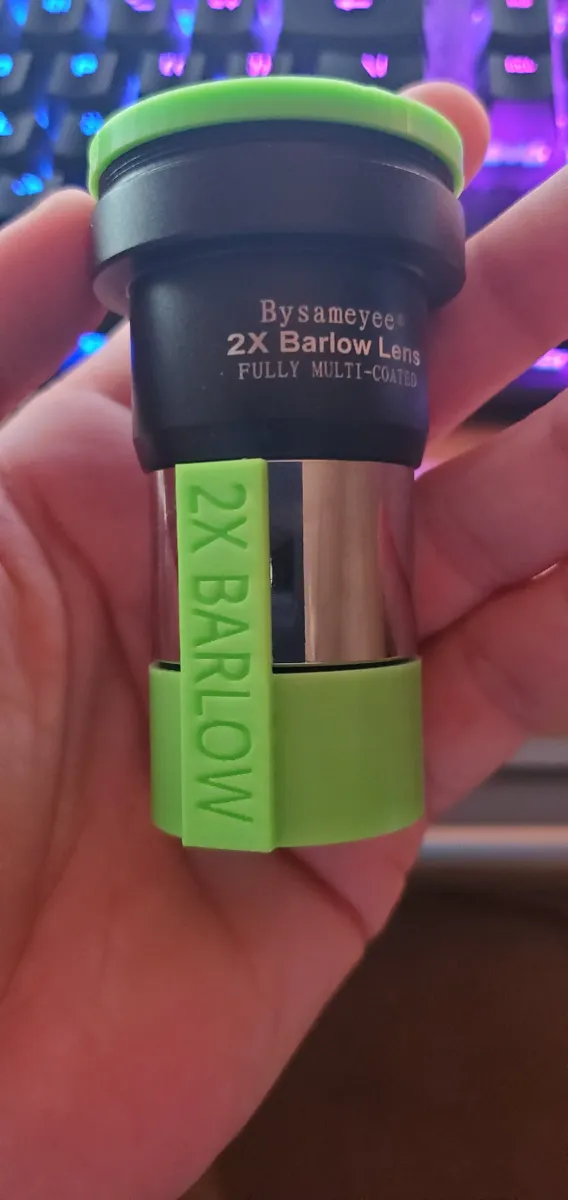 Bysameyee®
2X Barlow Lens
FULLY MULTI-COATED
2X BARLOW